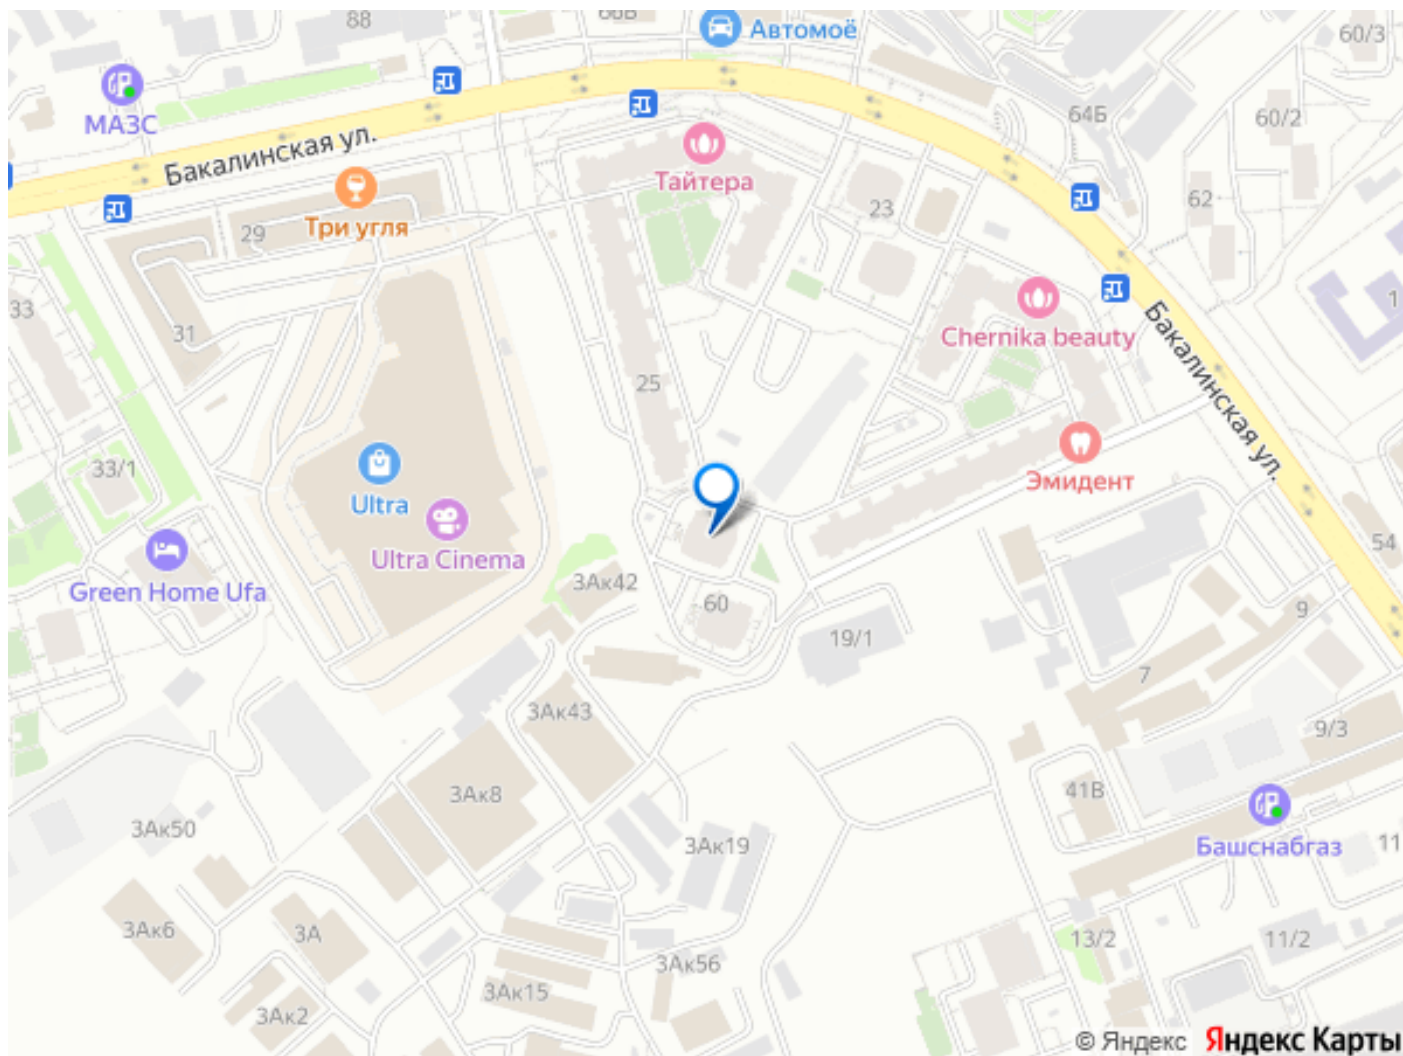 88
66В
Автомоё
60/3
МАЗС
64Б
60/2
Бакалинская ул.
Тайтера
62
23
Три угля
29
33
31
1
Chernika beauty
Бакалинская ул.
25
33/1
Ultra
Эмидент
Ultra Cinema
54
Green Home Ufa
3Ак42
60
19/1
9
7
3Ак43
9/3
3Ак8
41В
3Ак50
3Ак19
Башснабгаз
11
3Ак6
3А
13/2
11/2
3Ак56
3Ак15
3Ак2
© Яндекс Яндекс Карты